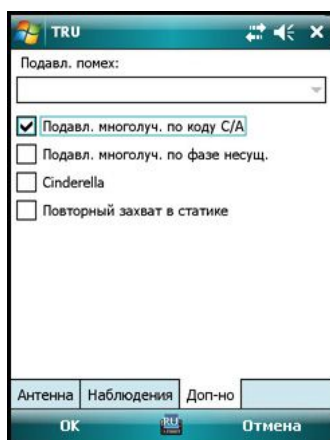 TRU
Подавл. помех:
Подавл. многолуч. по коду C/A
Подавл. многолуч. по фазе несущ.
Cinderella
Повторный захват в статике
Антенна Наблюдения Доп-но
OK RU Отмена